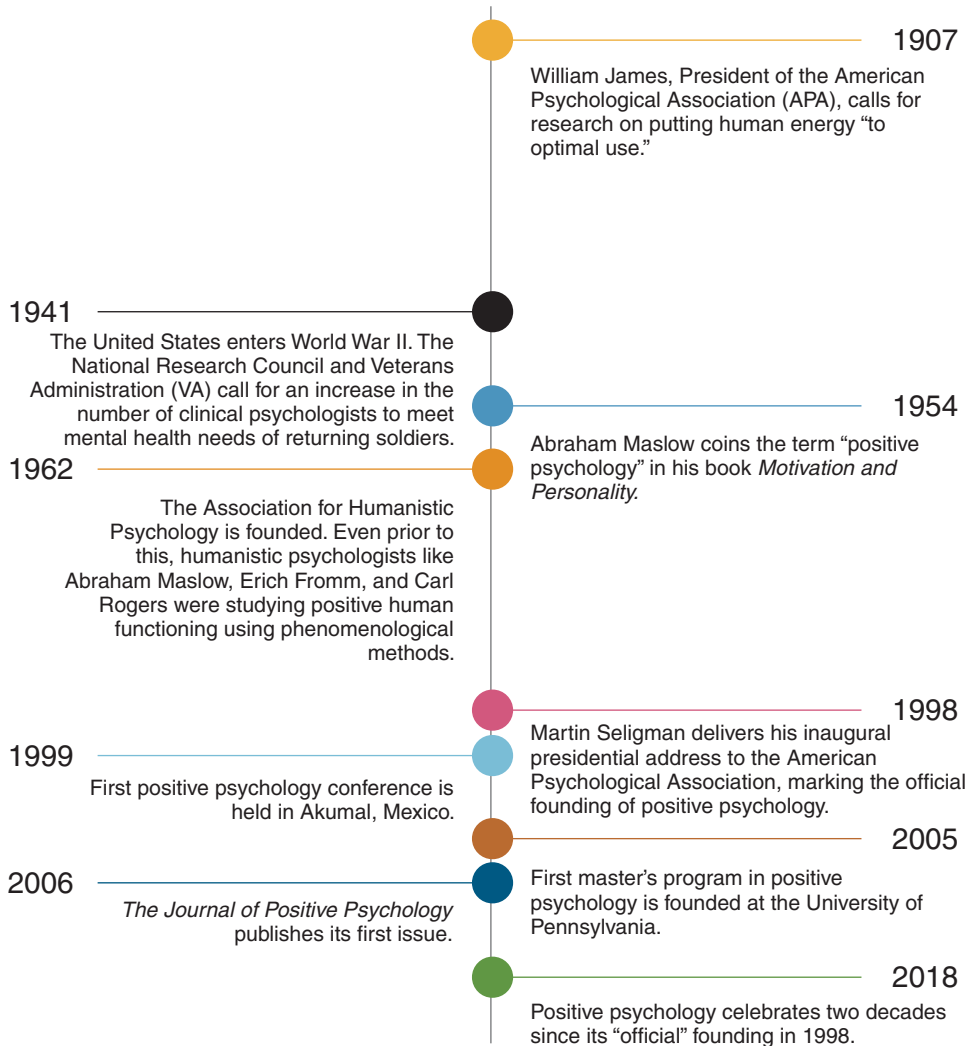 1907
William James, President of the American
Psychological Association (APA), calls for
research on putting human energy “to
optimal use.”
1941
The United States enters World War II. The
National Research Council and Veterans
Administration (VA) call for an increase in the
number of clinical psychologists to meet
mental health needs of returning soldiers.
1954
Abraham Maslow coins the term “positive
psychology” in his book Motivation and
Personality.
1962
The Association for Humanistic
Psychology is founded. Even prior to
this, humanistic psychologists like
Abraham Maslow, Erich Fromm, and Carl
Rogers were studying positive human
functioning using phenomenological
methods.
1998
Martin Seligman delivers his inaugural
presidential address to the American
Psychological Association, marking the official
founding of positive psychology.
1999
First positive psychology conference is
held in Akumal, Mexico.
2005
First master’s program in positive
psychology is founded at the University of
Pennsylvania.
2006
The Journal of Positive Psychology
publishes its first issue.
2018
Positive psychology celebrates two decades
since its “official” founding in 1998.